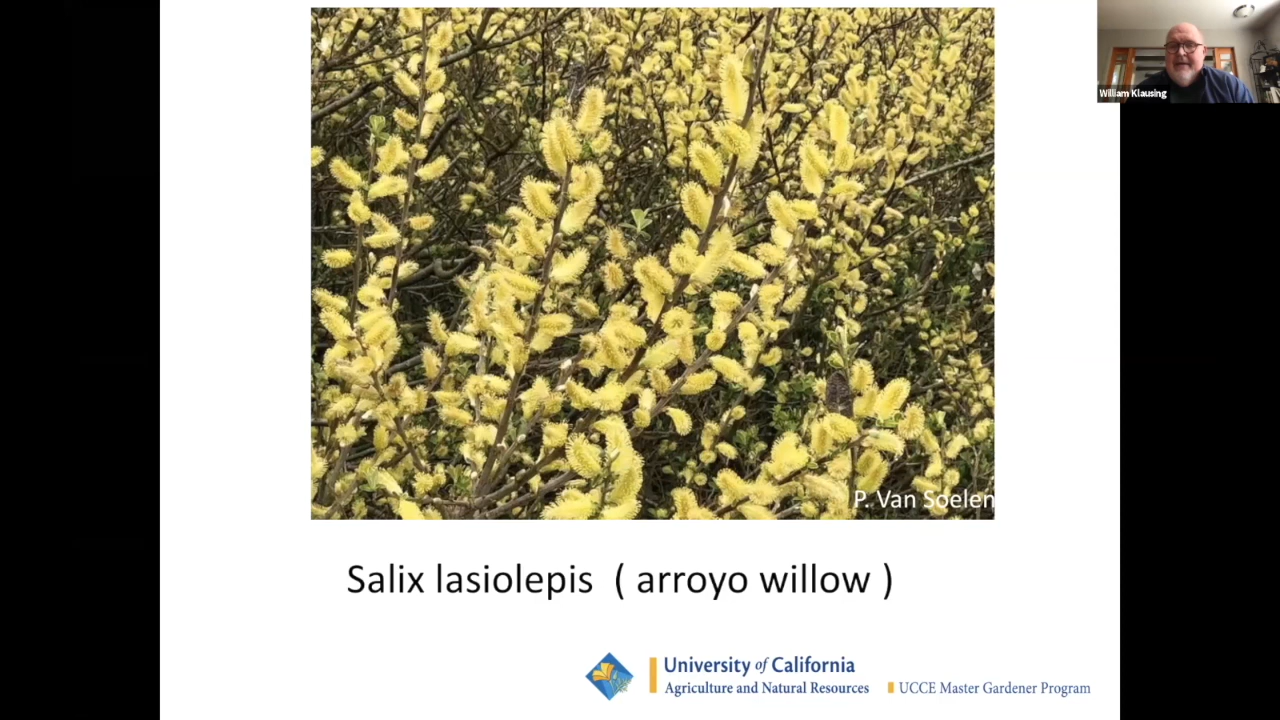 William Klausing
P. Van Soelen
Salix lasiolepis ( arroyo willow )
University of California
Agriculture and Natural Resources
UCCE Master Gardener Program